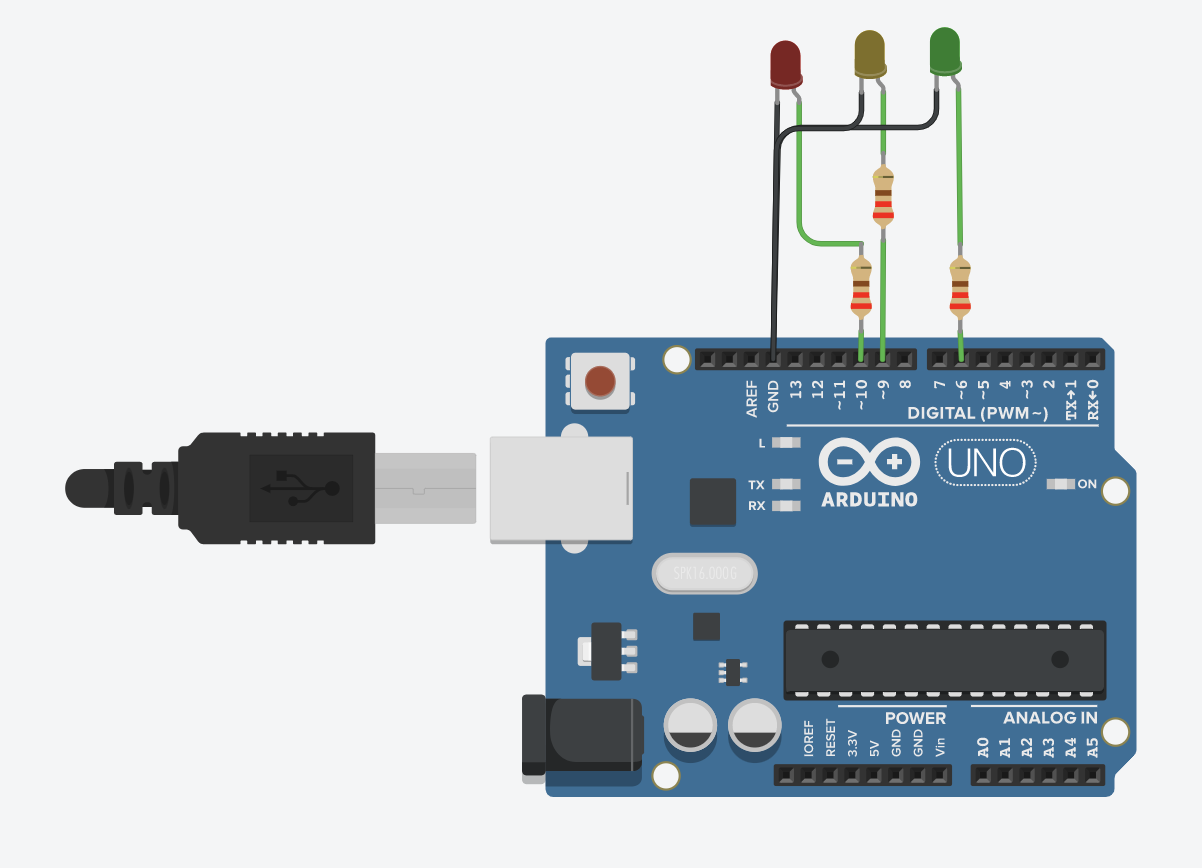 AREF
GND
13
12
~11
~10
~9
8
7
~6
~5
4
~3
2
TX→1
RX←0
DIGITAL (PWM~)
L
TX
RX
UNO
ARDUINO
ON
SPK16.000G
POWER
ANALOG IN
IOREF
RESET
3.3V
5V
GND
GND
Vin
A0
A1
A2
A3
A4
A5